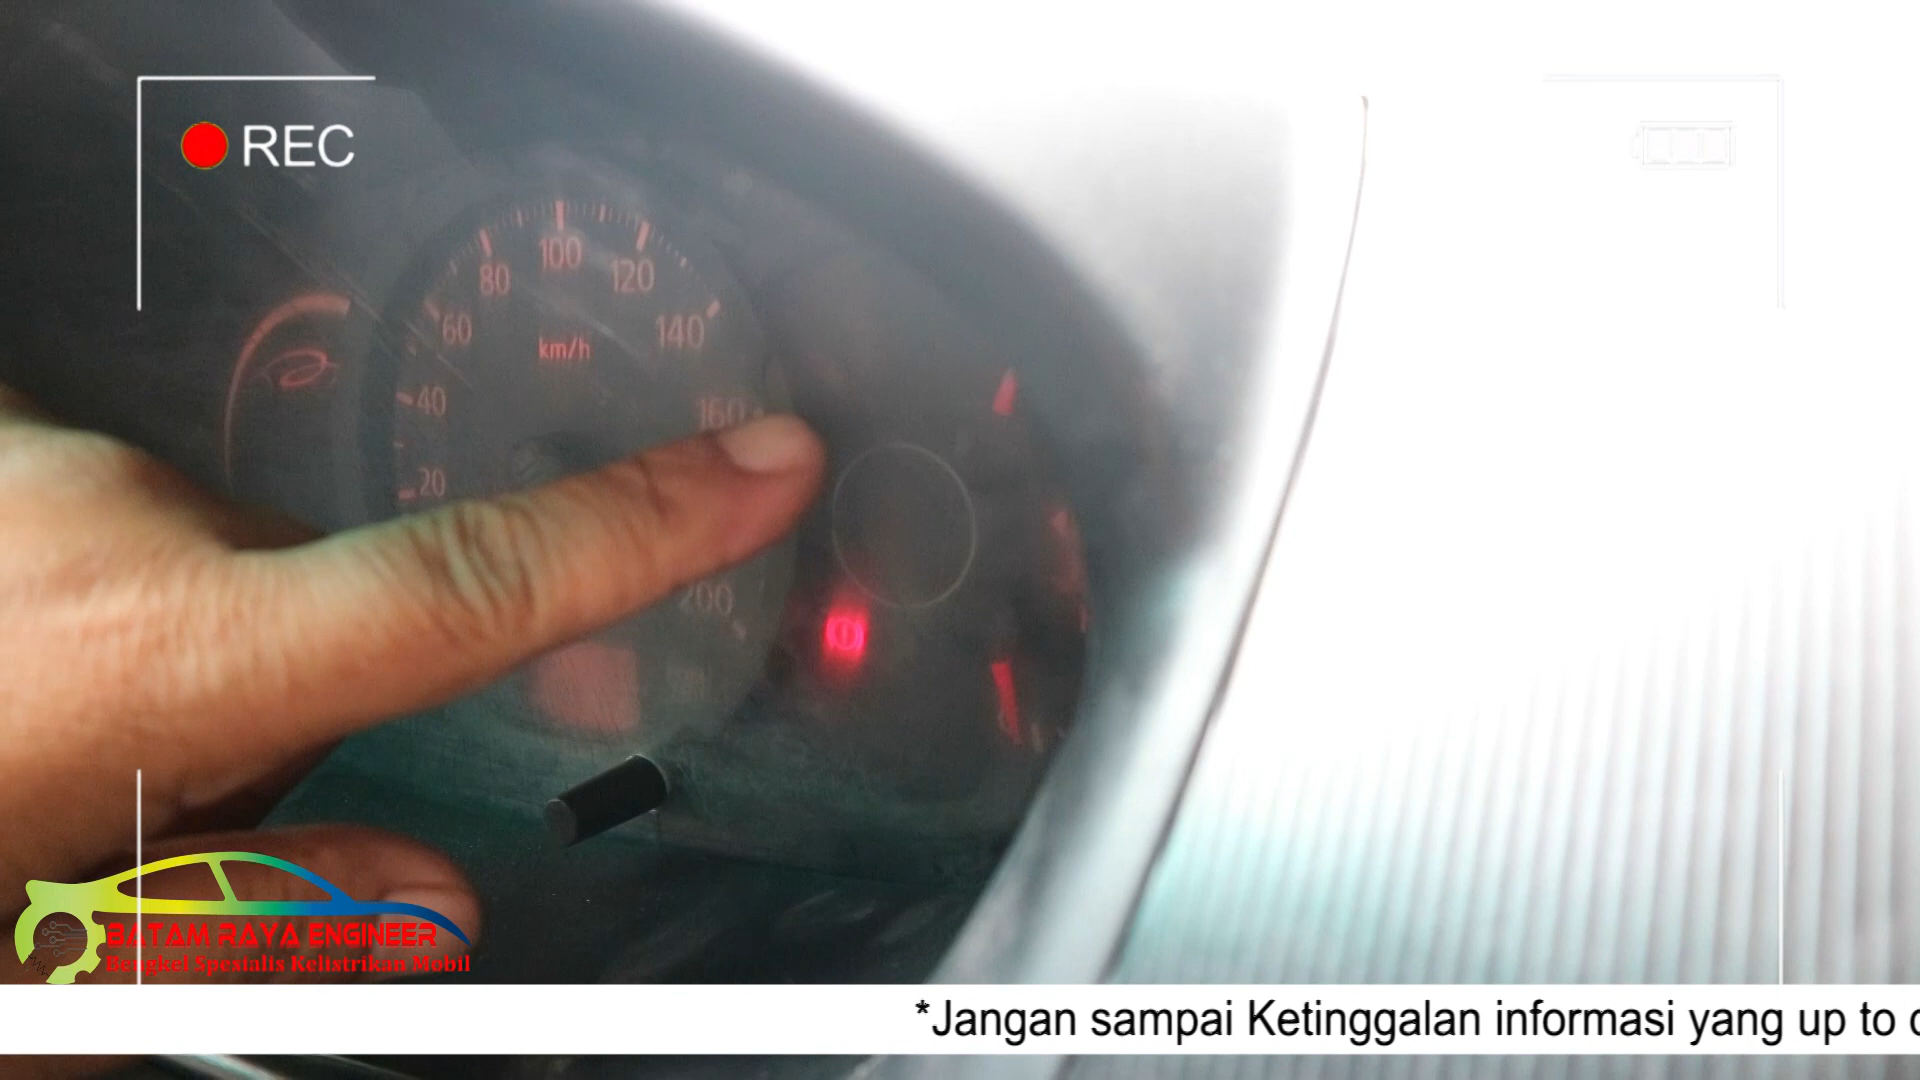 REC
100
80
120
60
140
km/h
40
160
20
200
BATAM RAYA ENGINEER
Bengkel Spesialis Kelistrikan Mobil
*Jangan sampai Ketinggalan informasi yang up to